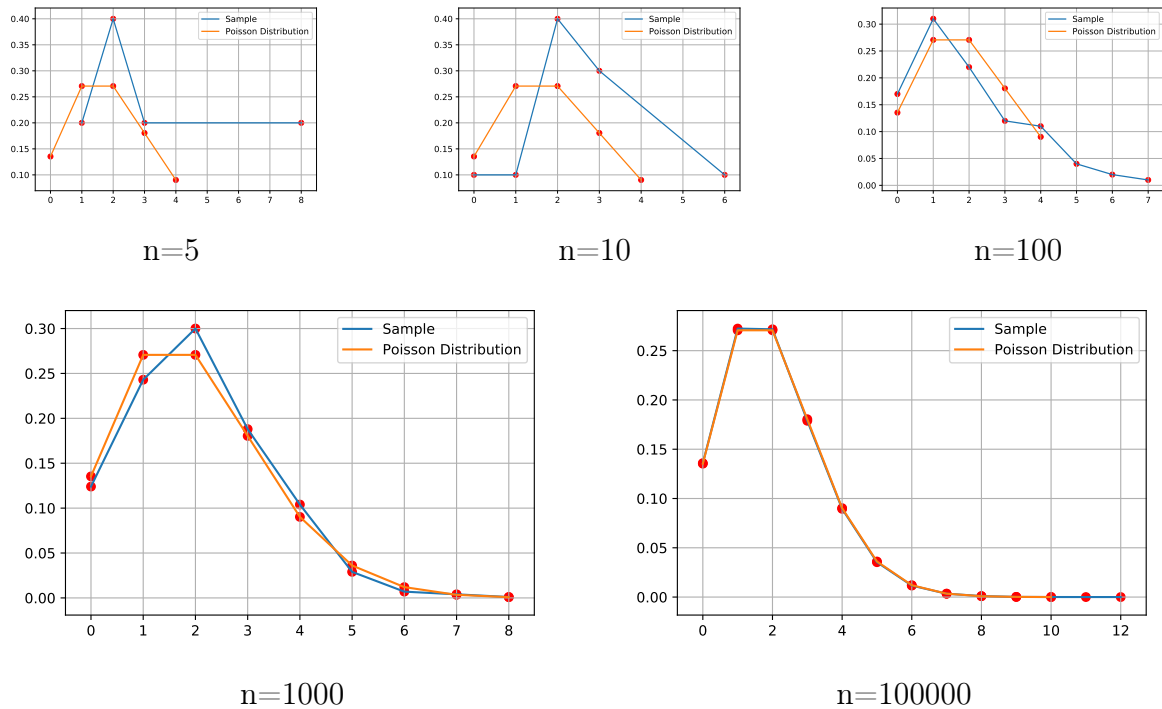 0.40
0.35
0.30
0.25
0.20
0.15
0.10
0 1 2 3 4 5 6 7 8
Sample
Poisson Distribution
n=5
0.40
0.35
0.30
0.25
0.20
0.15
0.10
0 1 2 3 4 5 6
Sample
Poisson Distribution
n=10
0.30
0.25
0.20
0.15
0.10
0.05
0.00
0 1 2 3 4 5 6 7
Sample
Poisson Distribution
n=100
0.30
0.25
0.20
0.15
0.10
0.05
0.00
0 1 2 3 4 5 6 7 8
Sample
Poisson Distribution
n=1000
0.25
0.20
0.15
0.10
0.05
0.00
0 2 4 6 8 10 12
Sample
Poisson Distribution
n=100000